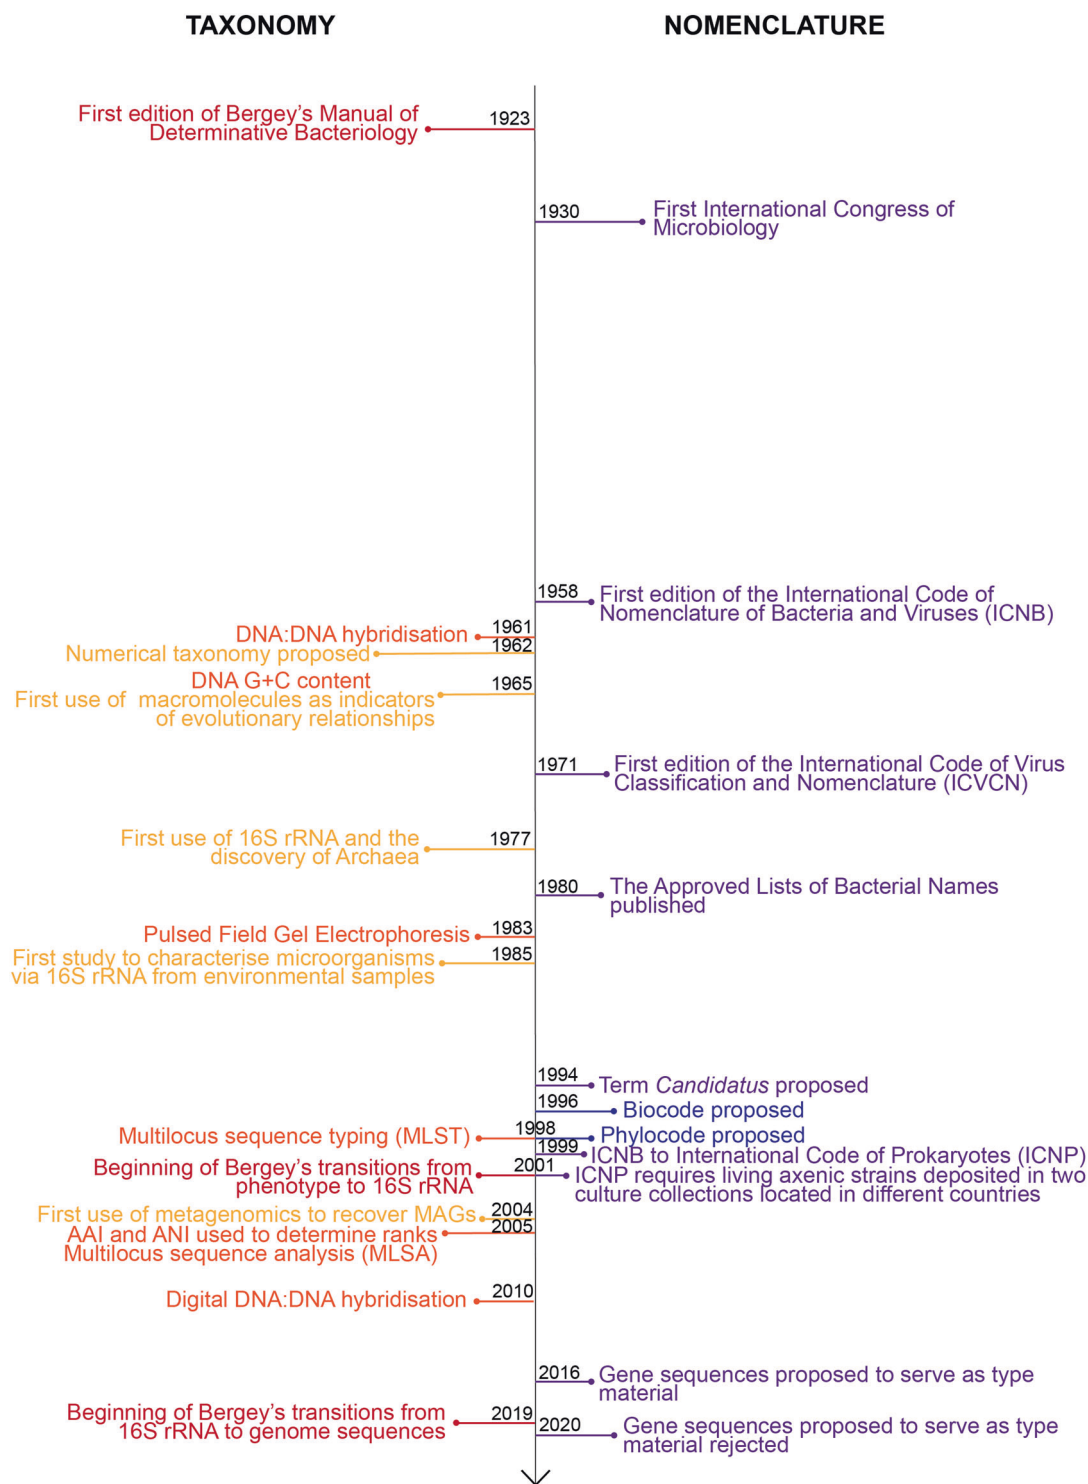 TAXONOMY
NOMENCLATURE
First edition of Bergey's Manual of
Determinative Bacteriology
1923
1930
First International Congress of
Microbiology
1958
First edition of the International Code of
Nomenclature of Bacteria and Viruses (ICNB)
DNA:DNA hybridisation
1961
Numerical taxonomy proposed
1962
DNA G+C content
First use of macromolecules as indicators
of evolutionary relationships
1965
1971
First edition of the International Code of Virus
Classification and Nomenclature (ICVCN)
First use of 16S rRNA and the
discovery of Archaea
1977
1980
The Approved Lists of Bacterial Names
published
Pulsed Field Gel Electrophoresis
1983
First study to characterise microorganisms
via 16S rRNA from environmental samples
1985
1994
Term Candidatus proposed
1996
Biocode proposed
Multilocus sequence typing (MLST)
1998
Phylocode proposed
1999
ICNB to International Code of Prokaryotes (ICNP)
Beginning of Bergey's transitions from
phenotype to 16S rRNA
2001
ICNP requires living axenic strains deposited in two
culture collections located in different countries
First use of metagenomics to recover MAGs
2004
AAI and ANI used to determine ranks
Multilocus sequence analysis (MLSA)
2005
Digital DNA:DNA hybridisation
2010
2016
Gene sequences proposed to serve as type
material
Beginning of Bergey's transitions from
16S rRNA to genome sequences
2019
2020
Gene sequences proposed to serve as type
material rejected